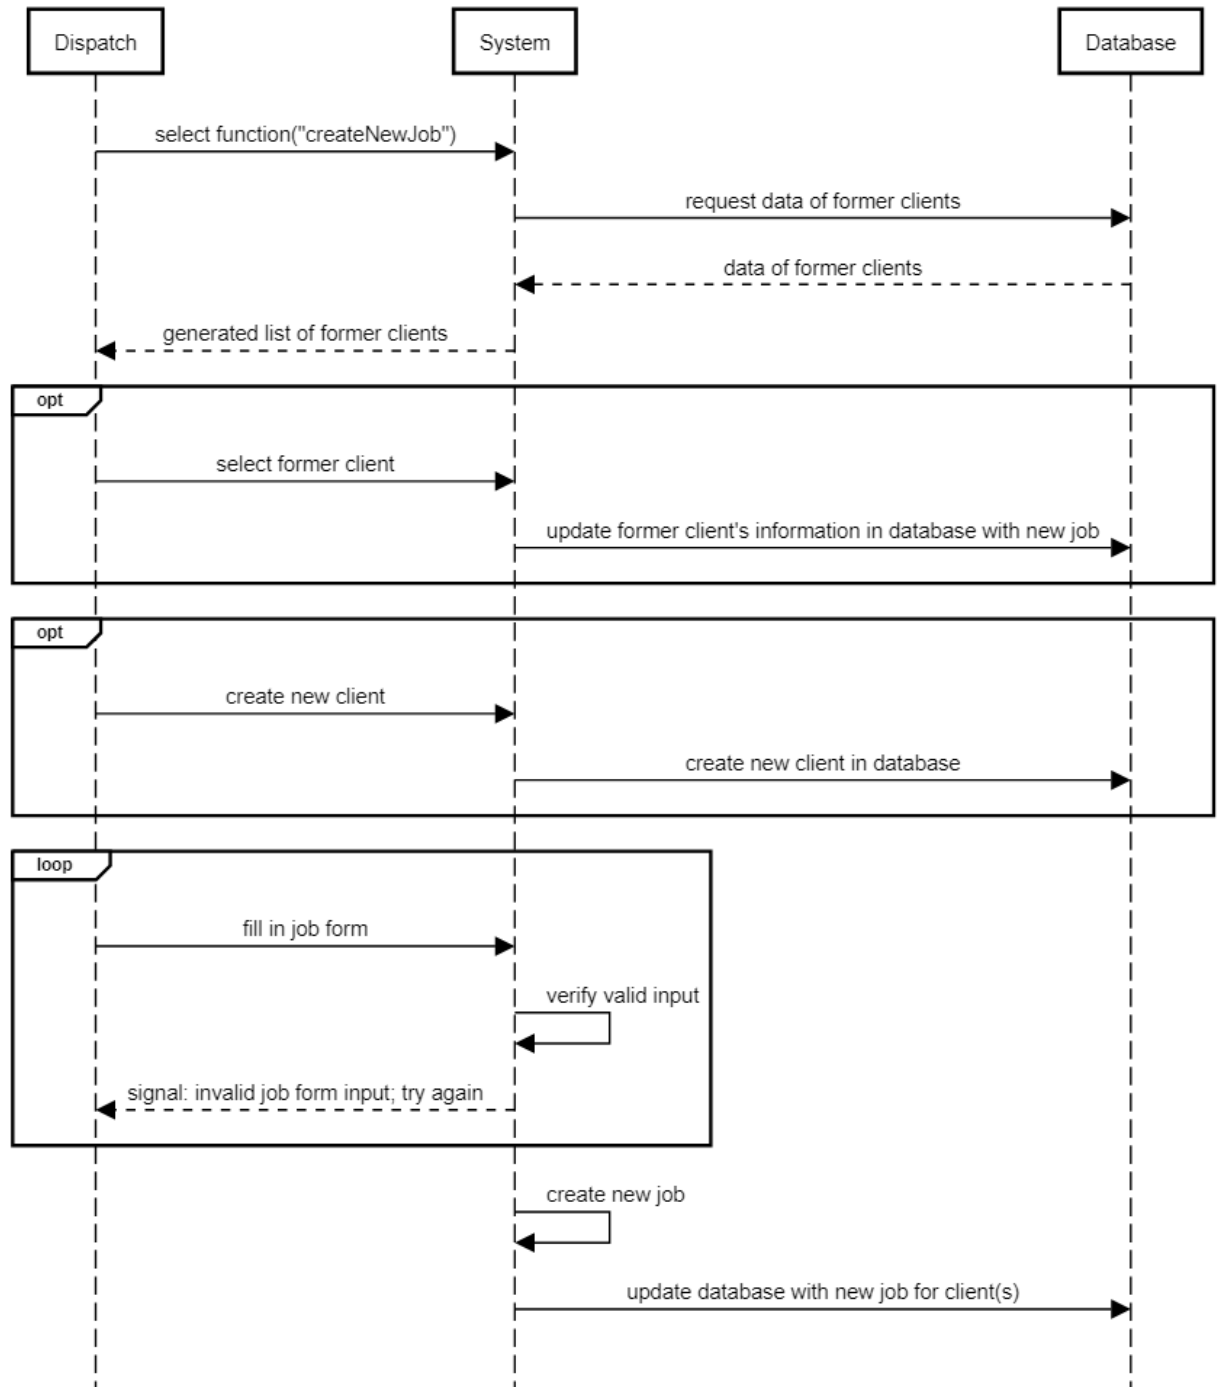 Dispatch
System
Database
select function("createNewJob")
request data of former clients
data of former clients
generated list of former clients
opt
select former client
update former client's information in database with new job
opt
create new client
create new client in database
loop
fill in job form
verify valid input
signal: invalid job form input; try again
create new job
update database with new job for client(s)